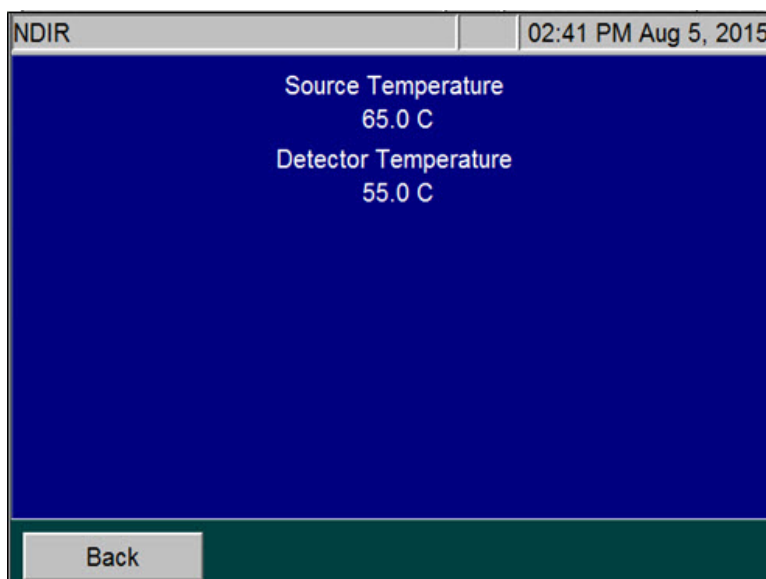 NDIR
02:41 PM Aug 5, 2015
Source Temperature
65.0 C
Detector Temperature
55.0 C
Back